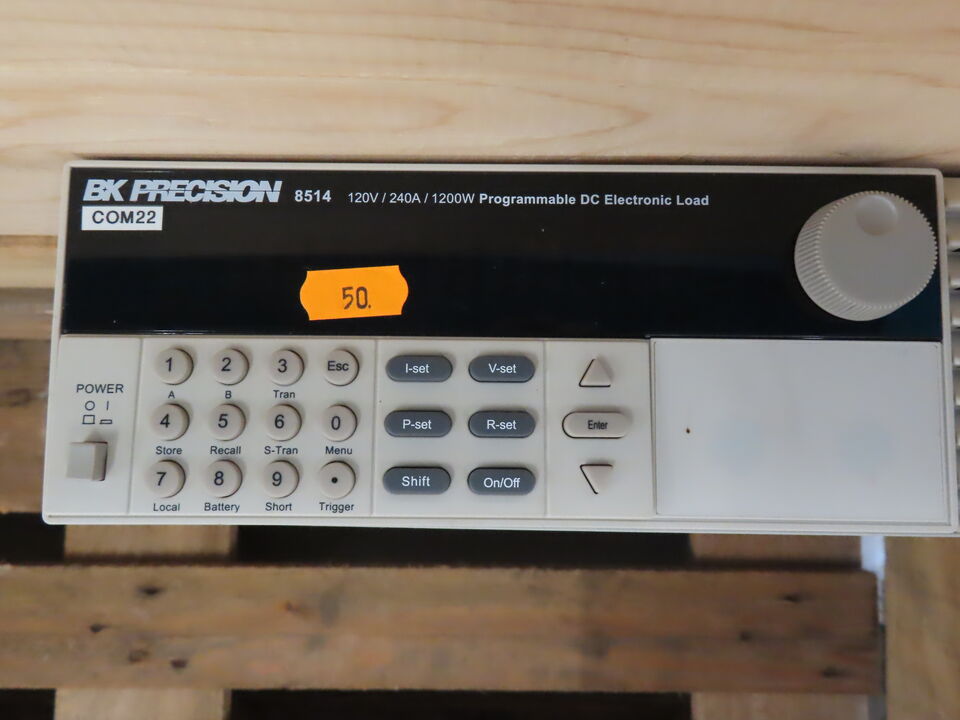 BK PRECISION 8514 120V / 240A / 1200W Programmable DC Electronic Load
COM22
50.
POWER
O I
1 2 3 Esc
A B Tran
4 5 6 0
Store Recall S-Tran Menu
7 8 9 •
Local Battery Short Trigger
I-set V-set
P-set R-set
Shift On/Off
Enter